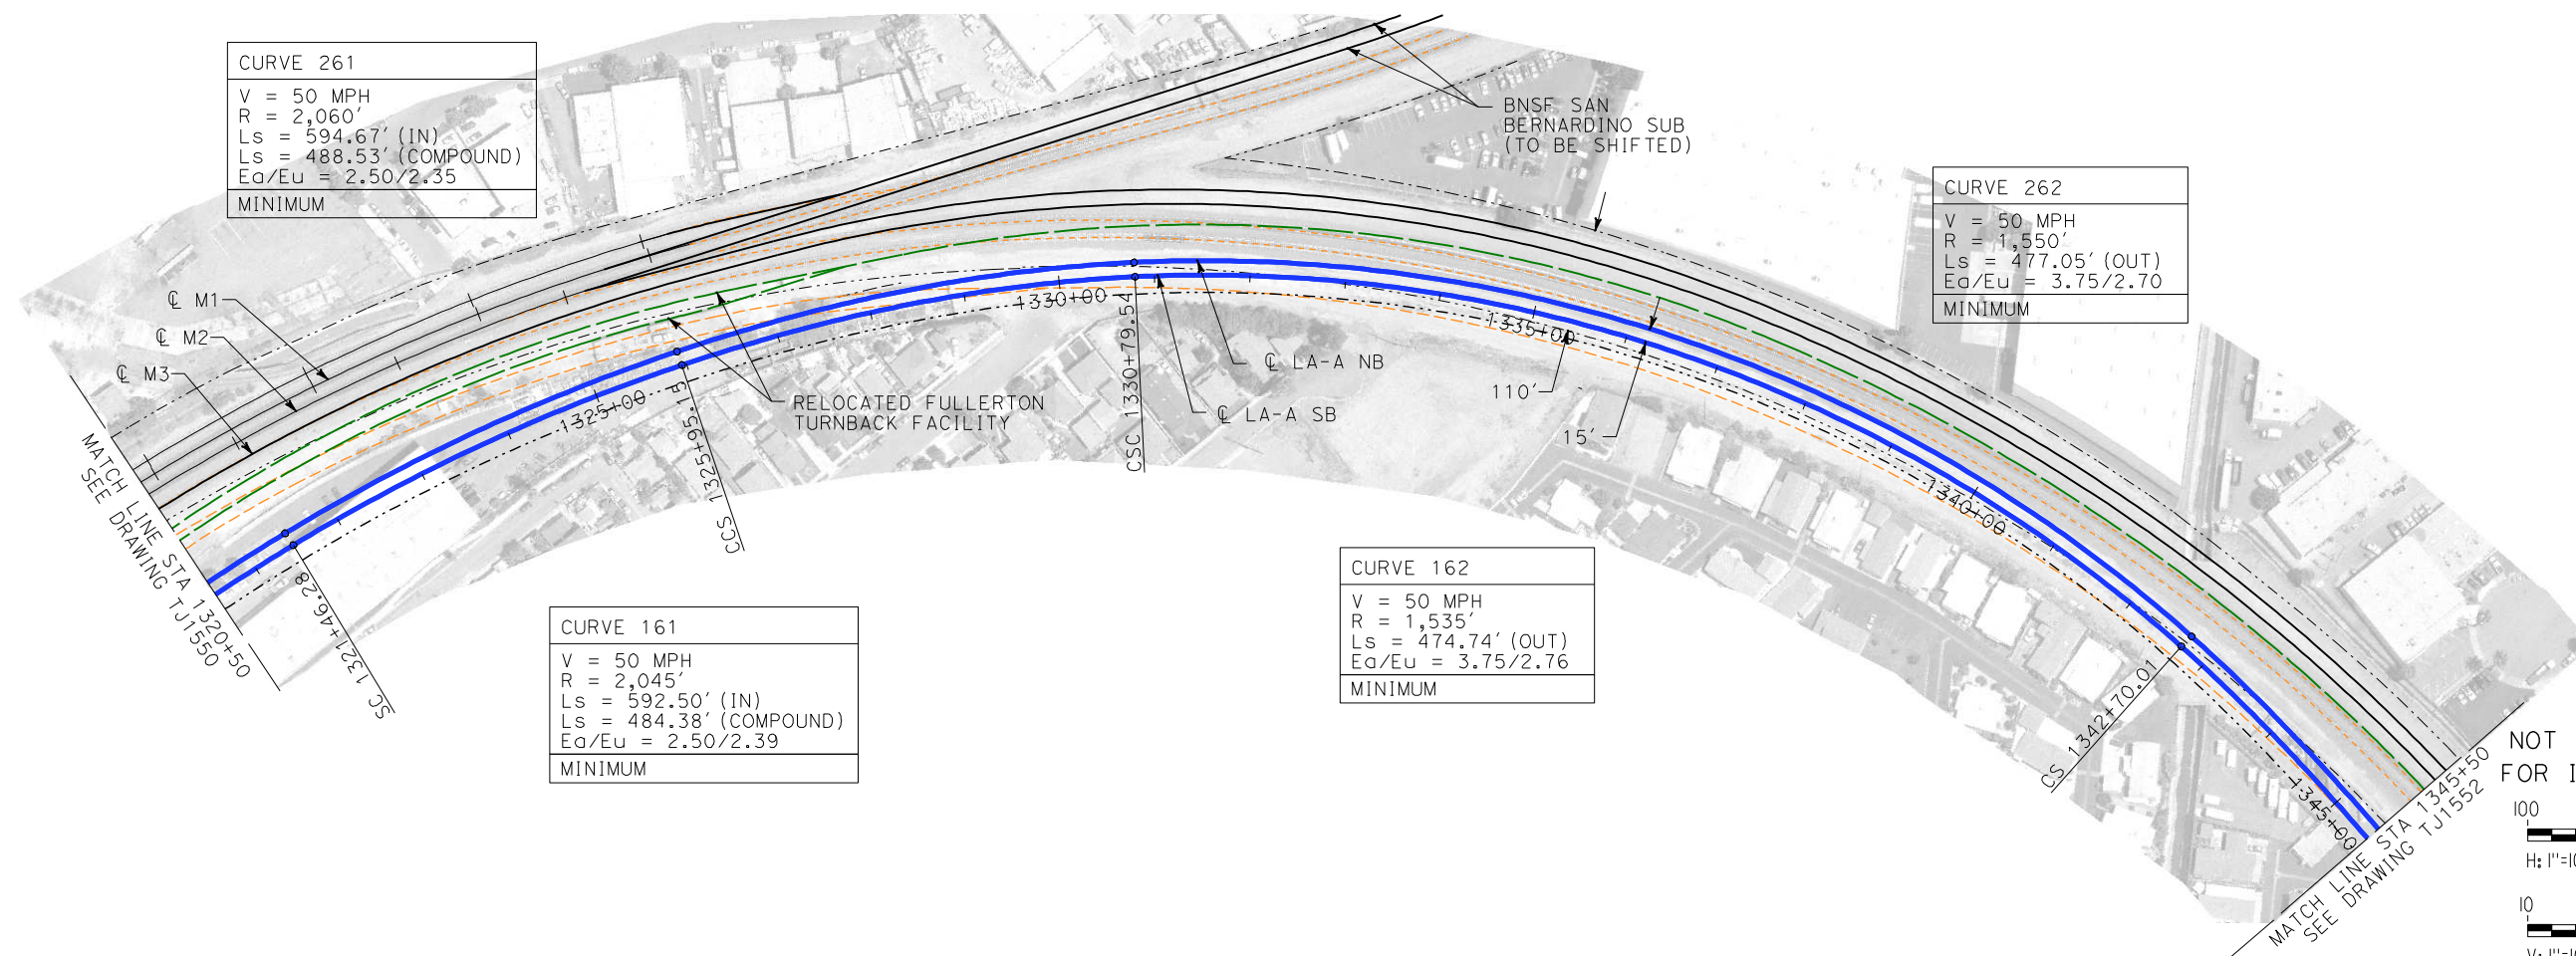 CURVE 261
V = 50 MPH
R = 2,060′
Ls = 594.67′ (IN)
Ls = 488.53′ (COMPOUND)
Ea/Eu = 2.50/2.35
MINIMUM
BNSF SAN
BERNARDINO SUB
(TO BE SHIFTED)
CURVE 262
V = 50 MPH
R = 1,550′
Ls = 477.05′ (OUT)
Ea/Eu = 3.75/2.70
MINIMUM
℄ M1
℄ M2
℄ M3
1325+00
1330+00
1335+00
1340+00
1345+00
RELOCATED FULLERTON
TURNBACK FACILITY
℄ LA-A NB
℄ LA-A SB
110′
15′
MATCH LINE STA 1320+50
SEE DRAWING TJ1550
SC 1321+46.28
CCS 1325+95.15
CSC 1330+79.54
CS 1342+70.01
CURVE 161
V = 50 MPH
R = 2,045′
Ls = 592.50′ (IN)
Ls = 484.38′ (COMPOUND)
Ea/Eu = 2.50/2.39
MINIMUM
CURVE 162
V = 50 MPH
R = 1,535′
Ls = 474.74′ (OUT)
Ea/Eu = 3.75/2.76
MINIMUM
MATCH LINE STA 1345+50
SEE DRAWING TJ1552
NOT
FOR
100
10